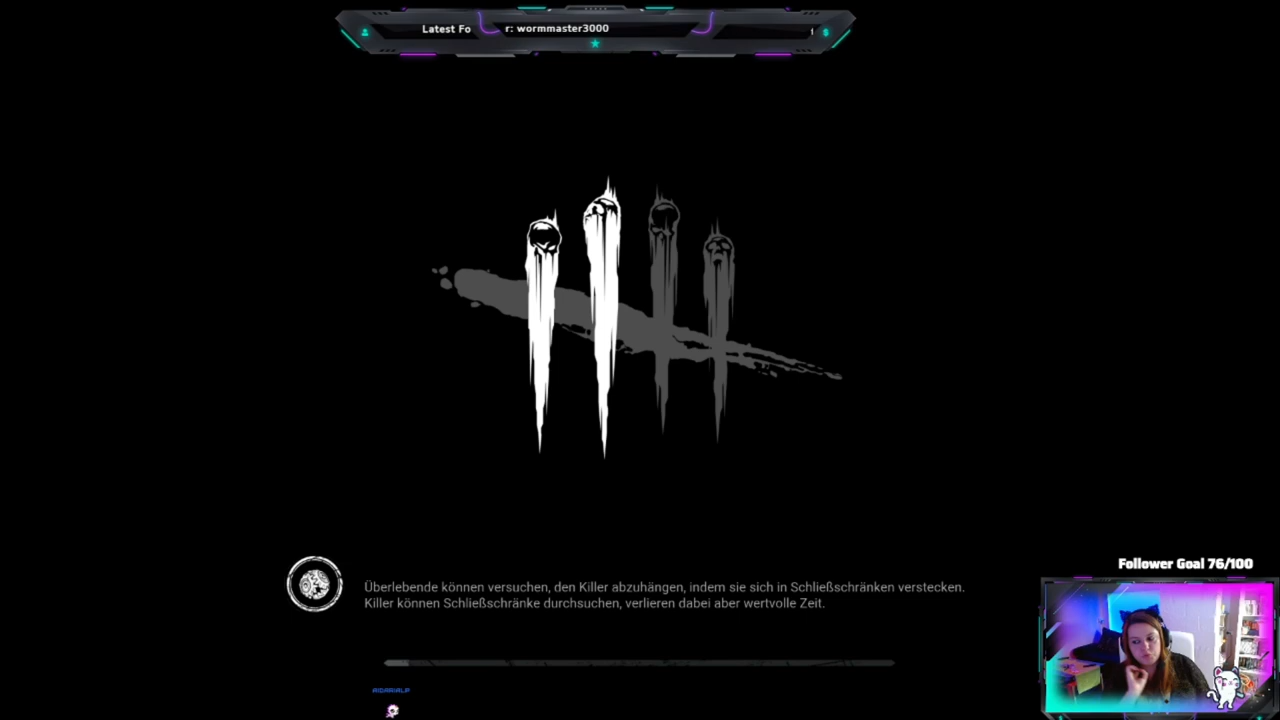 Latest Fo
r: wormmaster3000
Überlebende können versuchen, den Killer abzuhängen, indem sie sich in Schließschränken verstecken.
Killer können Schließschränke durchsuchen, verlieren dabei aber wertvolle Zeit.
Follower Goal 76/100
AIDARIALP